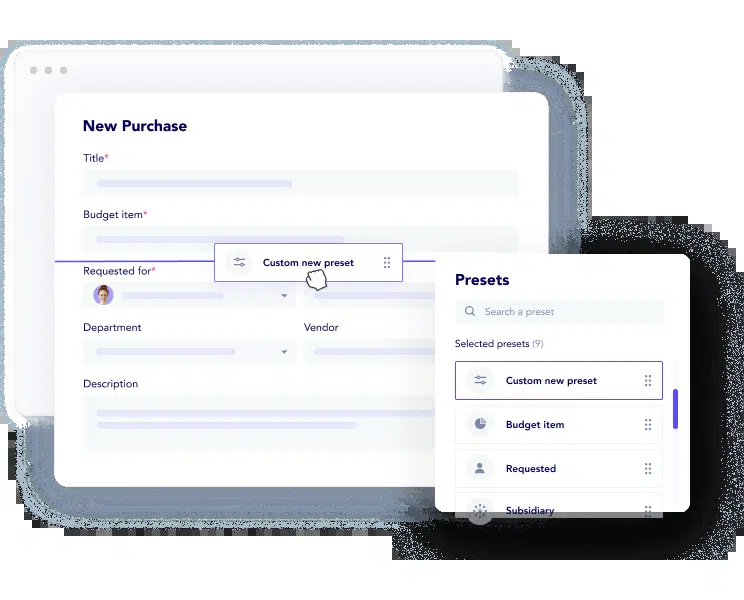 New Purchase
Title*
Budget item*
Custom new preset
Requested for*
Department
Vendor
Description
Presets
Search a preset
Selected presets (9)
Custom new preset
Budget item
Requested
Subsidiary